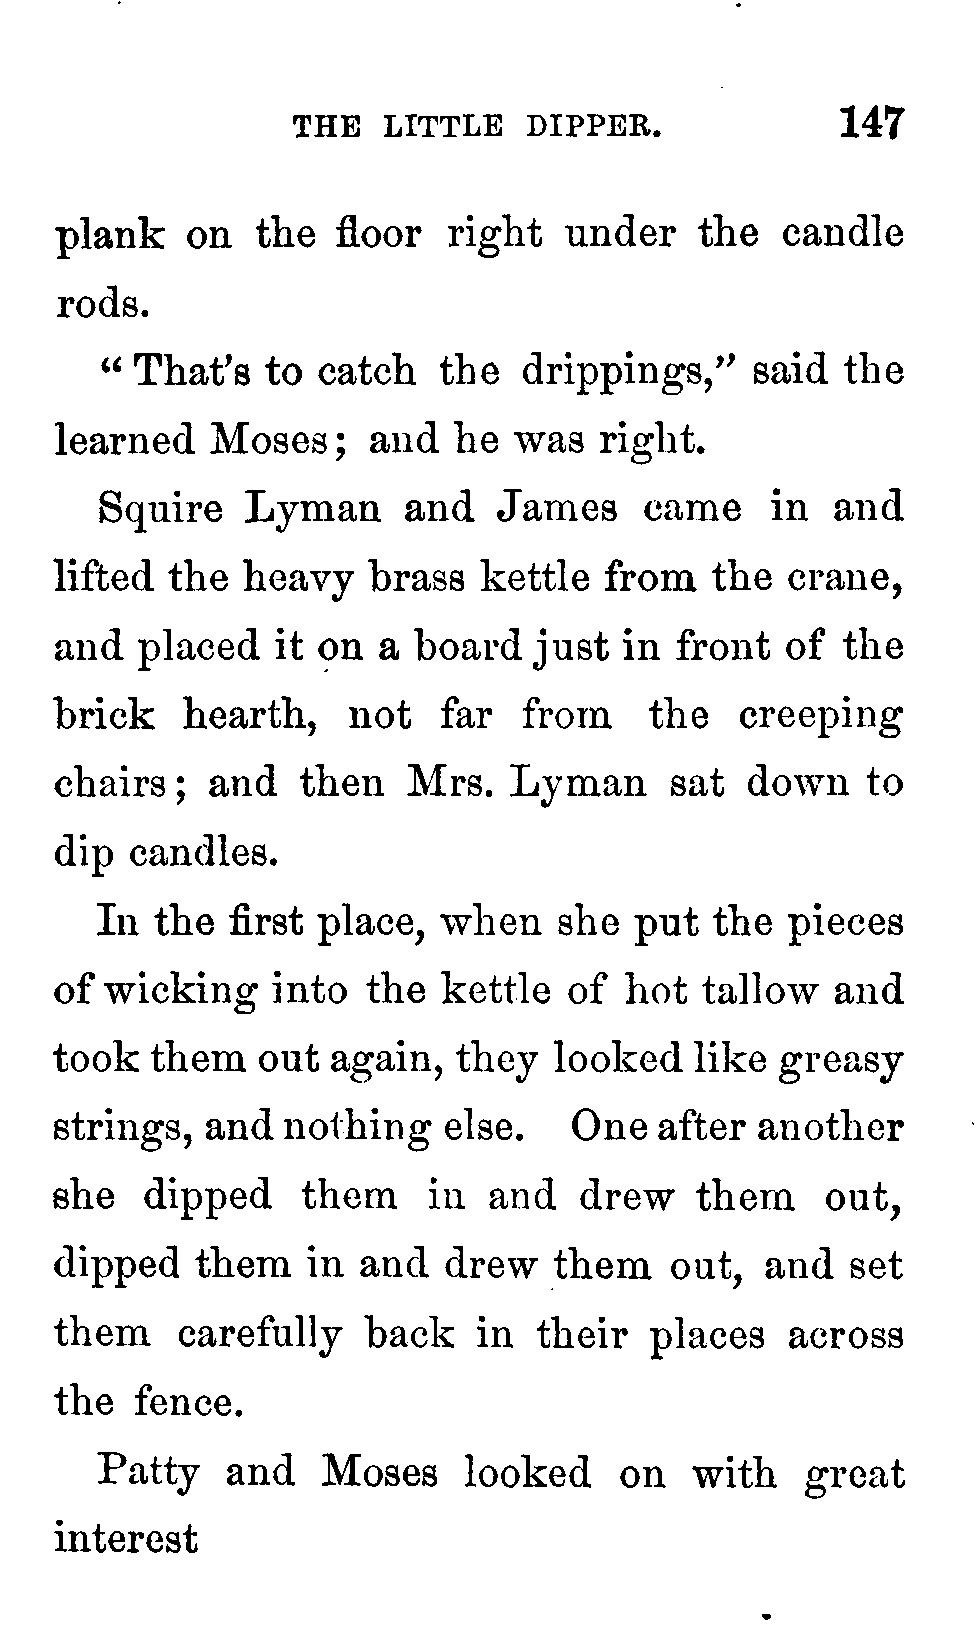 THE LITTLE DIPPER. 147
plank on the floor right under the candle
rods.
“ That's to catch the drippings,” said the
learned Moses; and he was right.
Squire Lyman and James came in and
lifted the heavy brass kettle from the crane,
and placed it on a board just in front of the
brick hearth, not far from the creeping
chairs; and then Mrs. Lyman sat down to
dip candles.
In the first place, when she put the pieces
of wicking into the kettle of hot tallow and
took them out again, they looked like greasy
strings, and nothing else. One after another
she dipped them in and drew them out,
dipped them in and drew them out, and set
them carefully back in their places across
the fence.
Patty and Moses looked on with great
interest